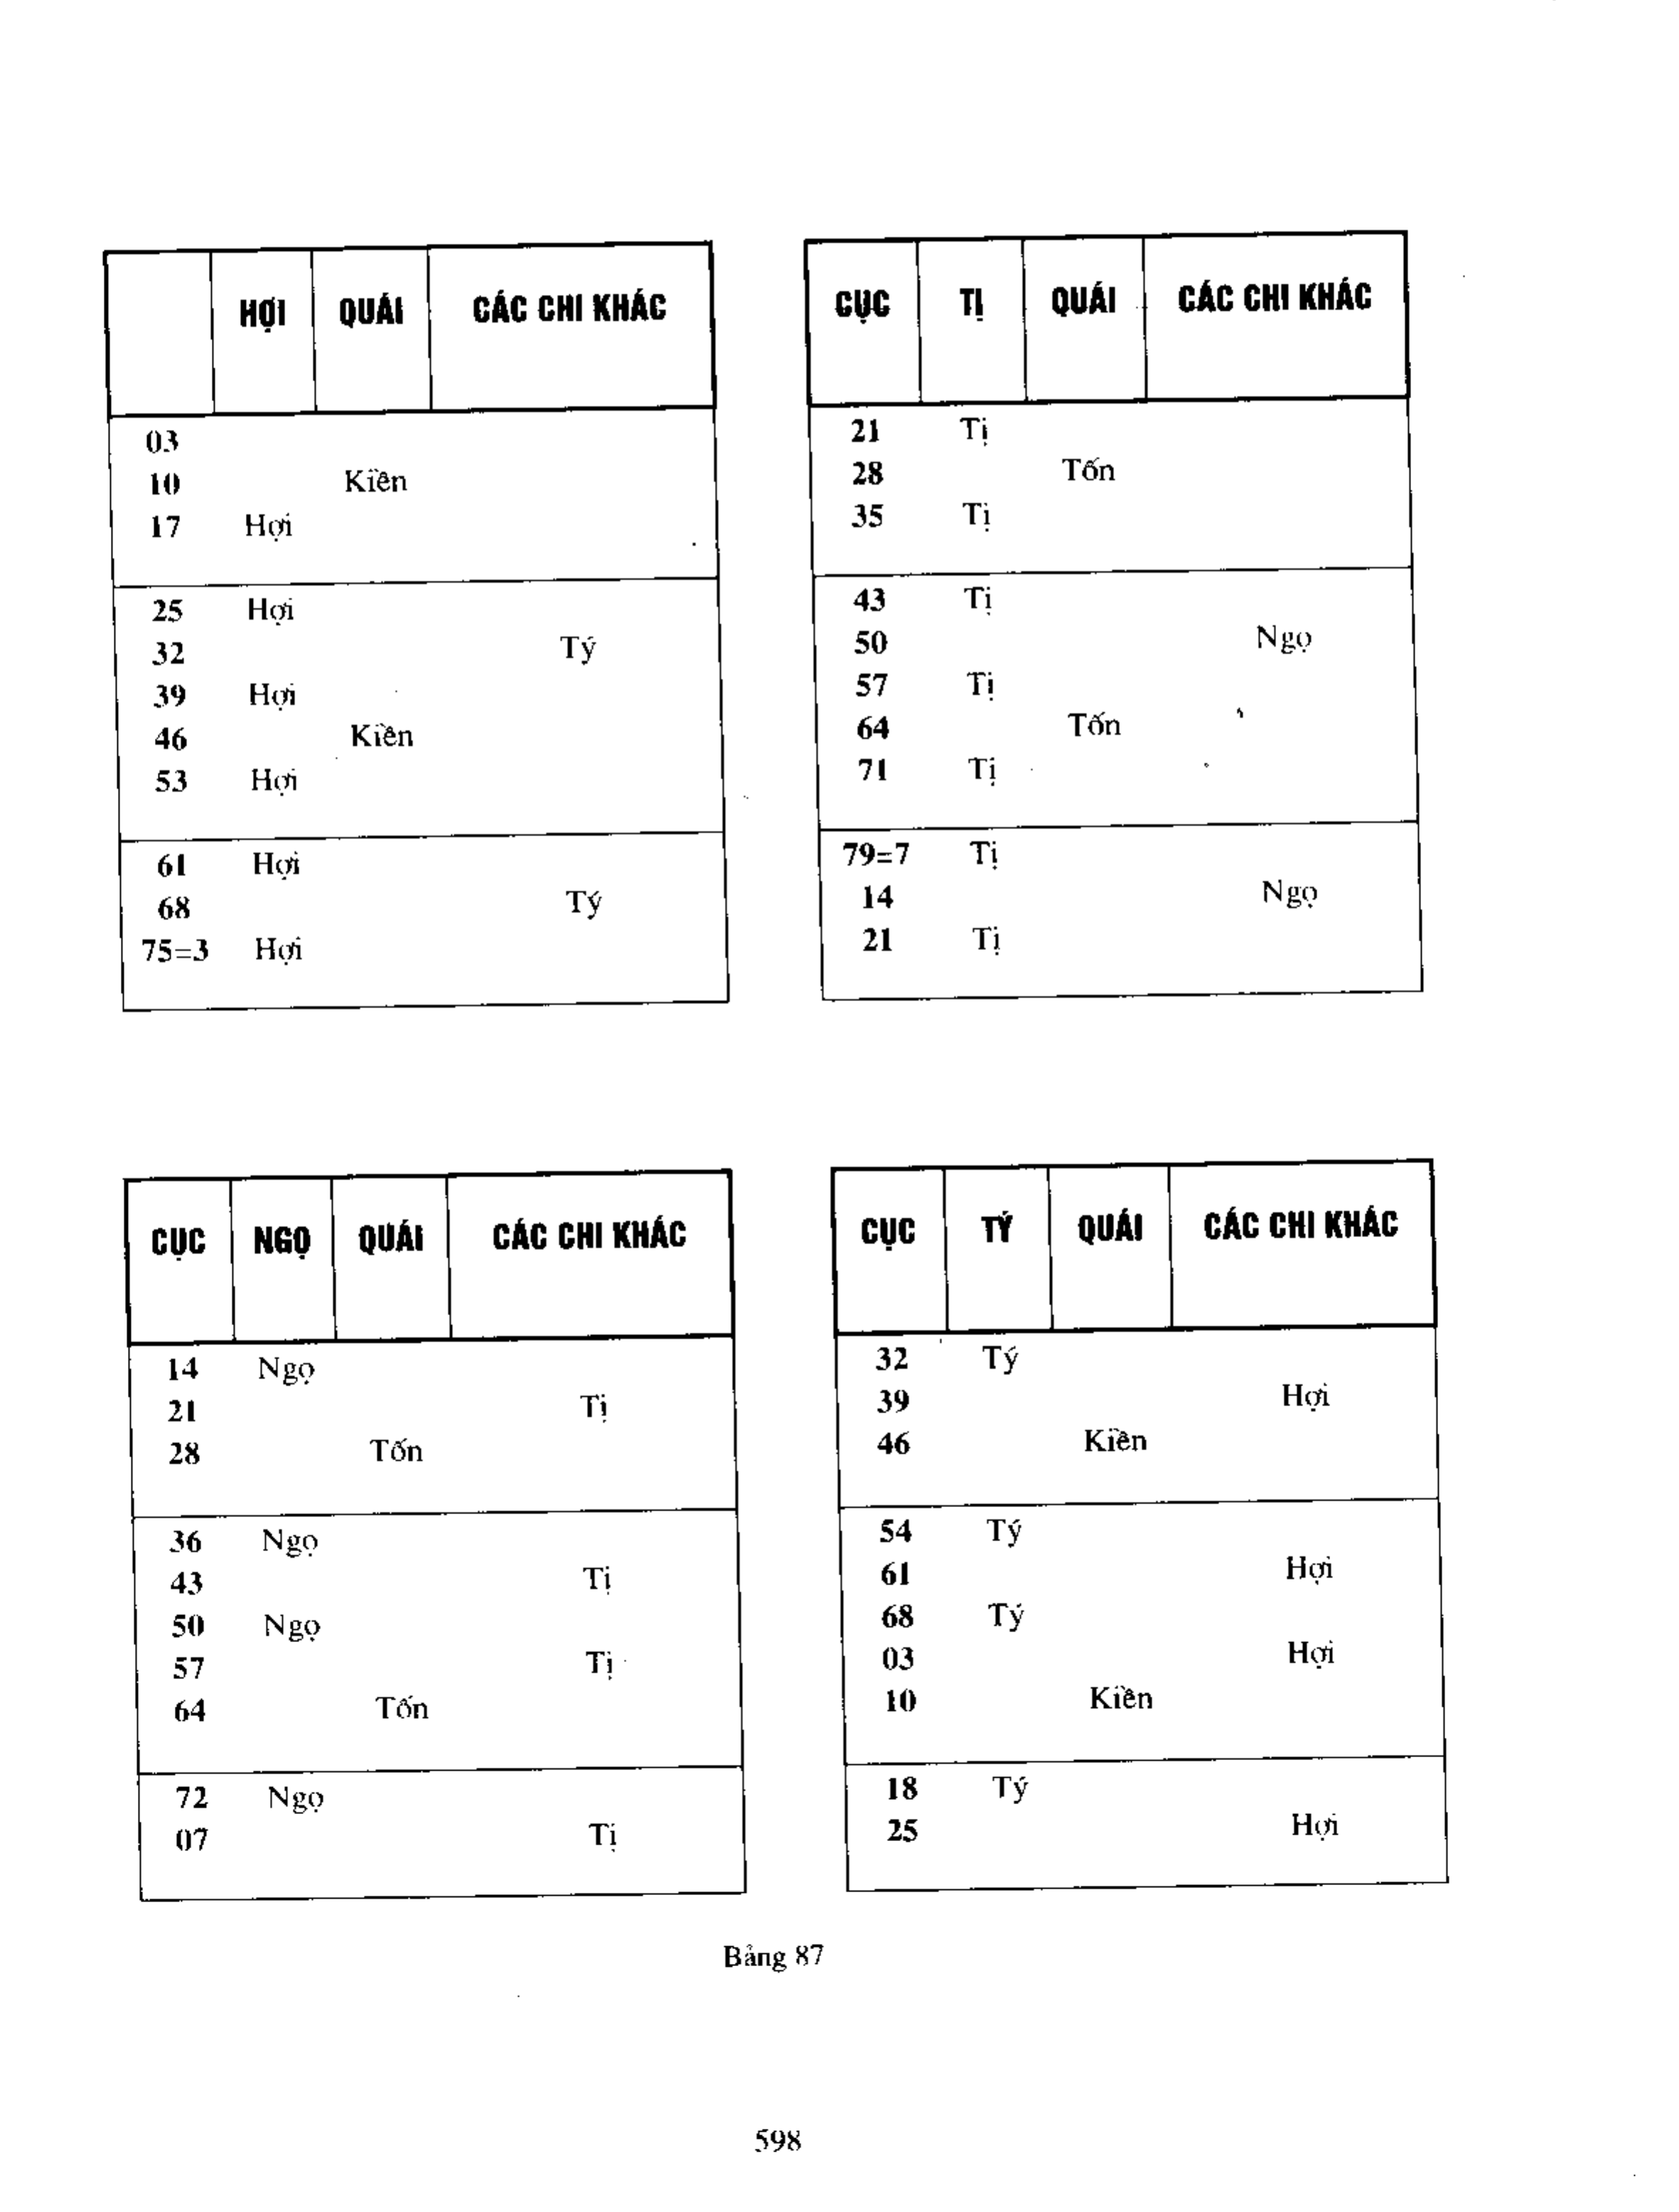 HỢI QUÁI CÁC CHI KHÁC
03
10 Kiền
17 Hợi
25 Hợi
32 Tý
39 Hợi
46 Kiền
53 Hợi
61 Hợi
68 Tý
75=3 Hợi
CỤC TỊ QUÁI CÁC CHI KHÁC
21 Tị
28 Tốn
35 Tị
43 Tị
50 Ngọ
57 Tị
64 Tốn
71 Tị
79=7 Tị
14 Ngọ
21 Tị
CỤC NGỌ QUÁI CÁC CHI KHÁC
14 Ngọ
21 Tị
28 Tốn
36 Ngọ
43 Tị
50 Ngọ
57 Tị
64 Tốn
72 Ngọ
07 Tị
CỤC TÝ QUÁI CÁC CHI KHÁC
32 Tý
39 Hợi
46 Kiền
54 Tý
61 Hợi
68 Tý
03 Hợi
10 Kiền
18 Tý
25 Hợi
Bảng 87
598